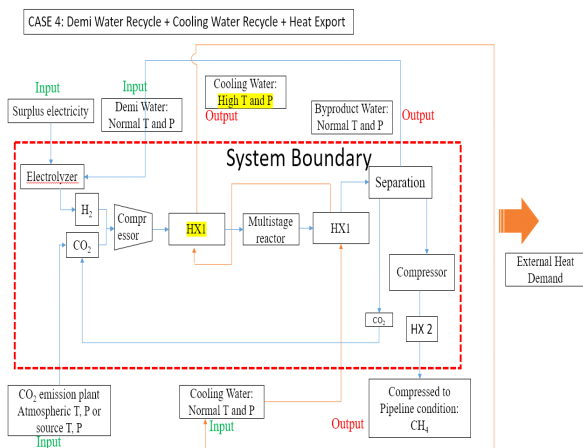 CASE 4: Demi Water Recycle + Cooling Water Recycle + Heat Export
Input
Surplus electricity
Input
Demi Water:
Normal T and P
Cooling Water:
High T and P
Output
Byproduct Water:
Normal T and P
Output
System Boundary
Electrolyzer
H2
CO2
Compr
essor
HX1
Multistage
reactor
HX1
Separation
Compressor
CO2
HX 2
External Heat
Demand
CO2 emission plant
Atmospheric T, P or
source T, P
Input
Cooling Water:
Normal T and P
Input
Output
Compressed to
Pipeline condition:
CH4